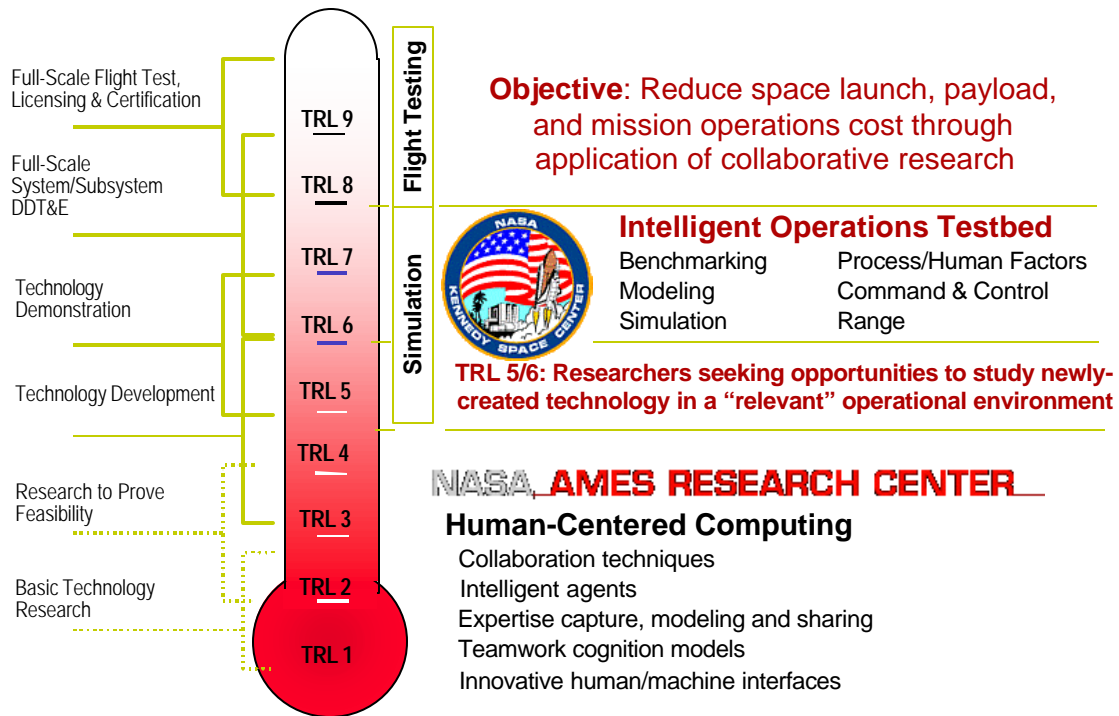 Full-Scale Flight Test,
Licensing & Certification
Full-Scale
System/Subsystem
DDT&E
Technology
Demonstration
Technology Development
Research to Prove
Feasibility
Basic Technology
Research
TRL 9
TRL 8
TRL 7
TRL 6
TRL 5
TRL 4
TRL 3
TRL 2
TRL 1
Flight Testing
Simulation
Objective: Reduce space launch, payload,
and mission operations cost through
application of collaborative research
NASA
KENNEDY SPACE CENTER
Intelligent Operations Testbed
Benchmarking Process/Human Factors
Modeling Command & Control
Simulation Range
TRL 5/6: Researchers seeking opportunities to study newly-
created technology in a “relevant” operational environment
NASA AMES RESEARCH CENTER
Human-Centered Computing
Collaboration techniques
Intelligent agents
Expertise capture, modeling and sharing
Teamwork cognition models
Innovative human/machine interfaces